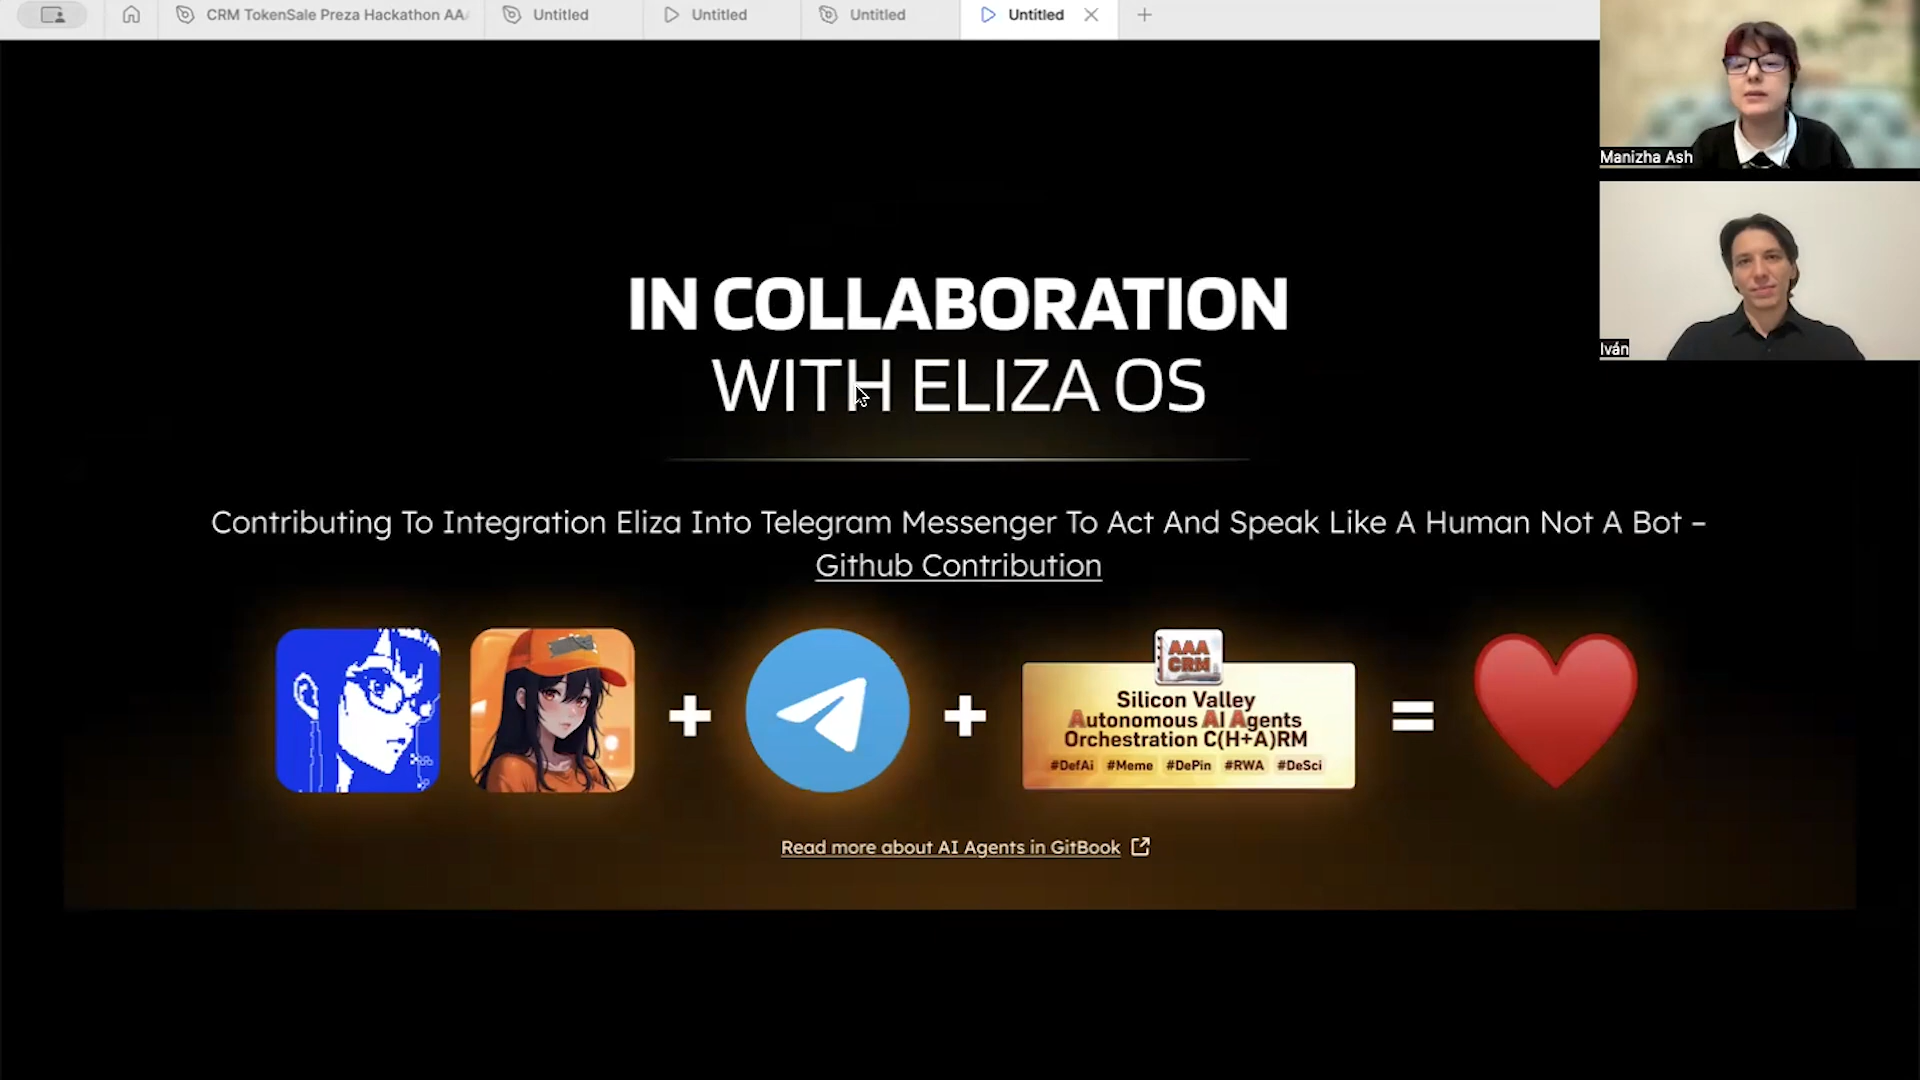 CRM TokenSale Preza Hackathon AA
Untitled
Untitled
Untitled
Untitled
Manizha Ash
Iván
IN COLLABORATION
WITH ELIZA OS
Contributing To Integration Eliza Into Telegram Messenger To Act And Speak Like A Human Not A Bot –
Github Contribution
AAA
CRM
Silicon Valley
Autonomous AI Agents
Orchestration C(H+A)RM
#DefAi #Meme #DePin #RWA #DeSci
+
+
=
Read more about AI Agents in GitBook